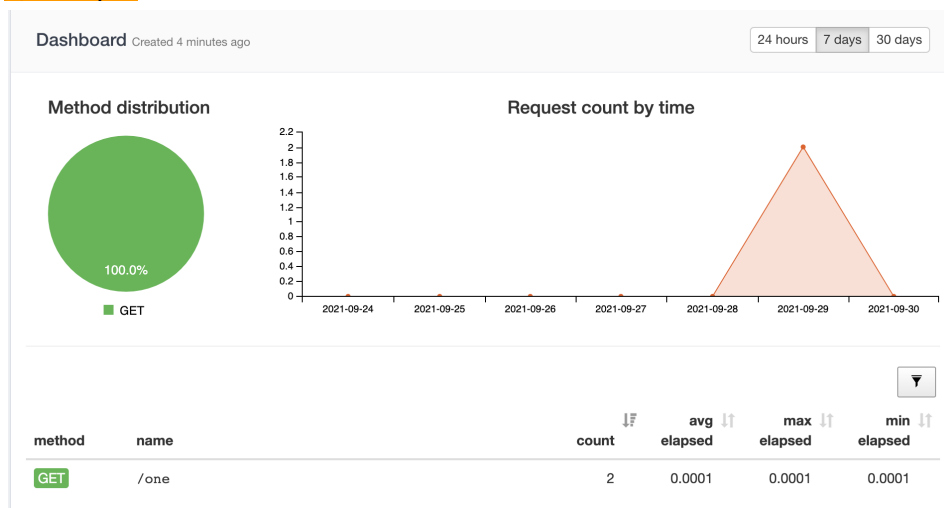 Dashboard Created 4 minutes ago
24 hours 7 days 30 days
Method distribution
100.0%
GET
Request count by time
2.2
2
1.8
1.6
1.4
1.2
1
0.8
0.6
0.4
0.2
0
2021-09-24 2021-09-25 2021-09-26 2021-09-27 2021-09-28 2021-09-29 2021-09-30
method name count avg elapsed max elapsed min elapsed
GET /one 2 0.0001 0.0001 0.0001